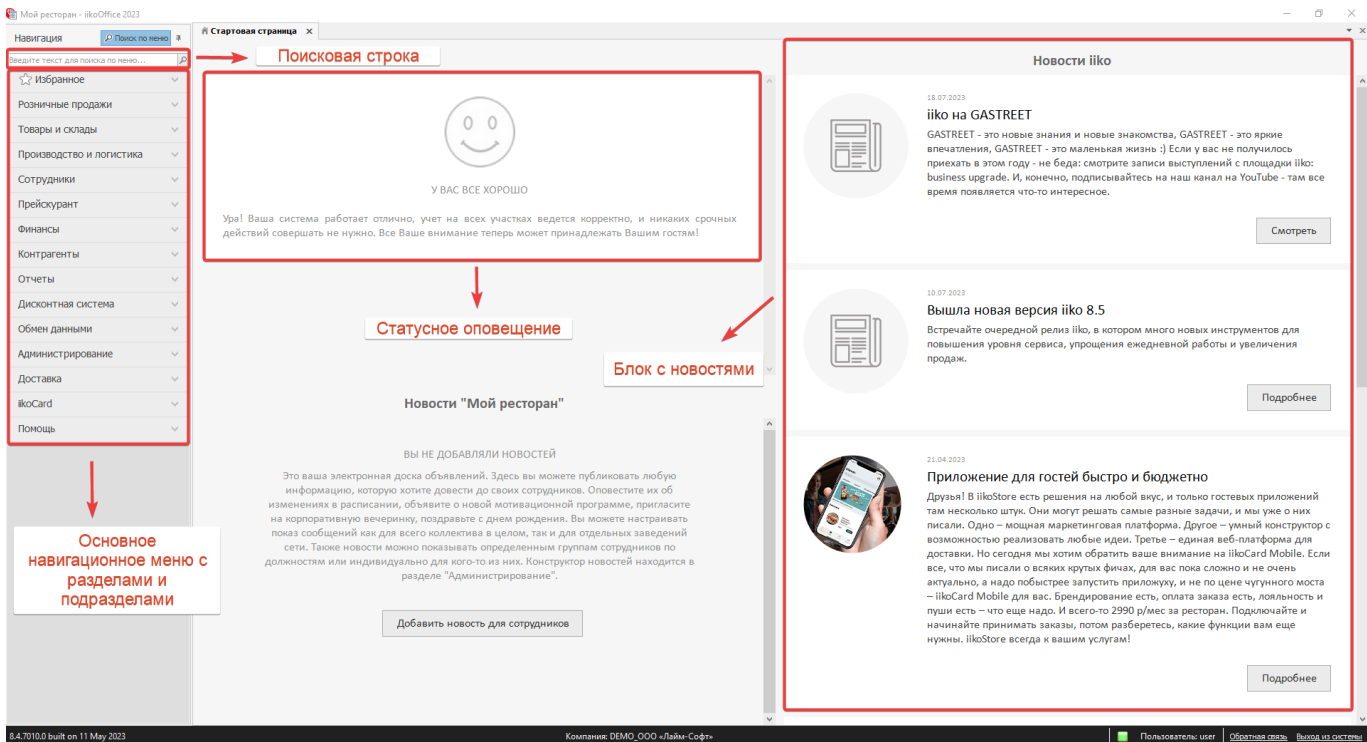 Мой ресторан - iikoOffice 2023
Навигация
Поиск по меню
Стартовая страница
Введите текст для поиска по меню...
Поисковая строка
Избранное
Розничные продажи
Товары и склады
Производство и логистика
Сотрудники
Прейскурант
Финансы
Контрагенты
Отчеты
Дисконтная система
Обмен данными
Администрирование
Доставка
iikoCard
Помощь
Основное
навигационное меню с
разделами и
подразделами
У ВАС ВСЕ ХОРОШО
Ура! Ваша система работает отлично, учет на всех участках ведется корректно, и никаких срочных
действий совершать не нужно. Все Ваше внимание теперь может принадлежать Вашим гостям!
Статусное оповещение
Блок с новостями
Новости "Мой ресторан"
ВЫ НЕ ДОБАВЛЯЛИ НОВОСТЕЙ
Это ваша электронная доска объявлений. Здесь вы можете публиковать любую
информацию, которую хотите довести до своих сотрудников. Оповестите их об
изменениях в расписании, объявите о новой мотивационной программе, пригласите
на корпоративную вечеринку, поздравьте с днем рождения. Вы можете настраивать
показ сообщений как для всего коллектива в целом, так и для отдельных заведений
сети. Также новости можно показывать определенным группам сотрудников по
должностям или индивидуально для кого-то из них. Конструктор новостей находится в
разделе "Администрирование".
Добавить новость для сотрудников
Новости iiko
18.07.2023
iiko на GASTREET
GASTREET - это новые знания и новые знакомства, GASTREET - это яркие
впечатления, GASTREET - это маленькая жизнь :) Если у вас не получилось
приехать в этом году - не беда: смотрите записи выступлений с площадки iiko:
business upgrade. И, конечно, подписывайтесь на наш канал на YouTube - там все
время появляется что-то интересное.
Смотреть
10.07.2023
Вышла новая версия iiko 8.5
Встречайте очередной релиз iiko, в котором много новых инструментов для
повышения уровня сервиса, упрощения ежедневной работы и увеличения
продаж.
Подробнее
21.04.2023
Приложение для гостей быстро и бюджетно
Друзья! В iikoStore есть решения на любой вкус, и только гостевых приложений
там несколько штук. Они могут решать самые разные задачи, и мы уже о них
писали. Одно – мощная маркетинговая платформа. Другое – умный конструктор с
возможностью реализовать любые идеи. Третье – единая веб-платформа для
доставки. Но сегодня мы хотим обратить ваше внимание на iikoCard Mobile. Если
все, что мы писали о всяких крутых фичах, для вас пока сложно и не очень
актуально, а надо побыстрее запустить приложуху, и не по цене чугунного моста
– iikoCard Mobile для вас. Брендирование есть, оплата заказа есть, лояльность и
пуши есть – что еще надо. И всего-то 2990 р/мес за ресторан. Подключайте и
начинайте принимать заказы, потом разберетесь, какие функции вам еще
нужны. iikoStore всегда к вашим услугам!
Подробнее
8.4.7010.0 built on 11 May 2023
Компания: DEMO_ООО «Лайм-Софт»
Пользователь: user
Обратная связь
Выход из системы